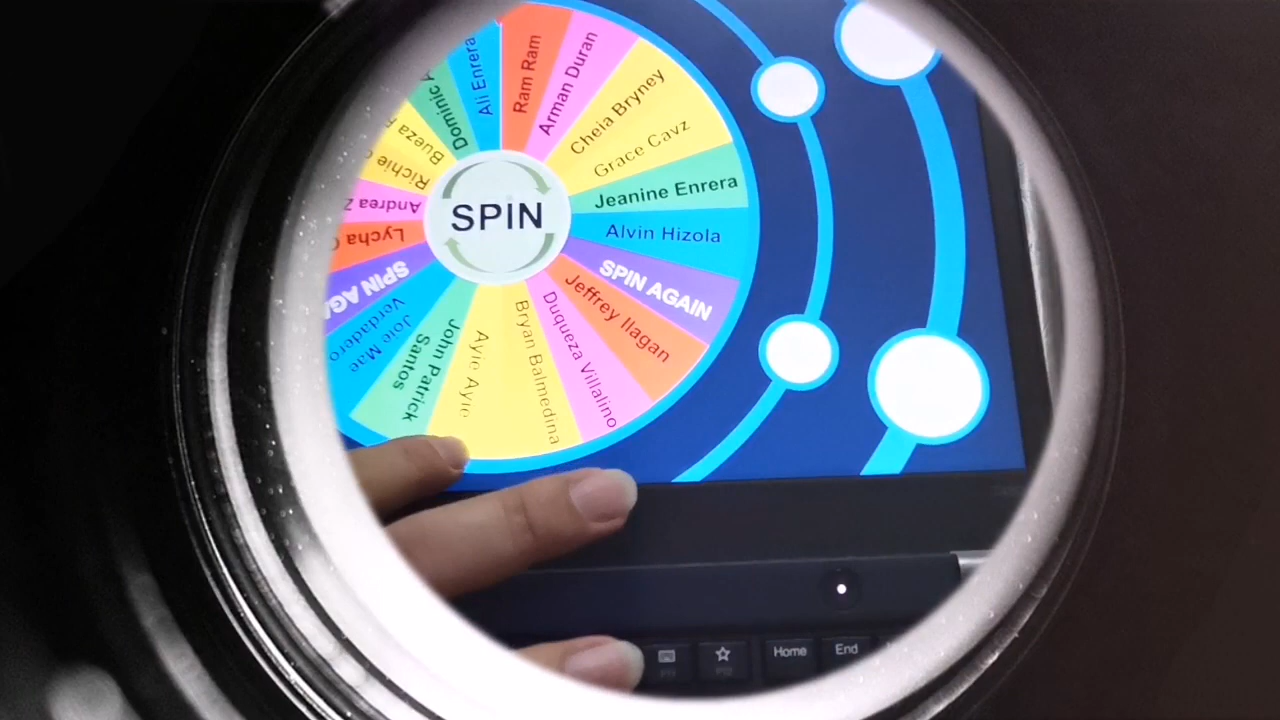 Ali Enrera
Ram Ram
Arman Duran
Cheia Bryney
Grace Cavz
Jeanine Enrera
Alvin Hizola
SPIN AGAIN
Jeffrey Ilagan
Duqueza Villalino
Bryan Balmedina
Ayie Ayie
John Patrick
Santos
Joie Mae
Verdadero
SPIN AGA
Lycha
Andrea Z
Richie
Bueza
Dominic A
SPIN
Home
End